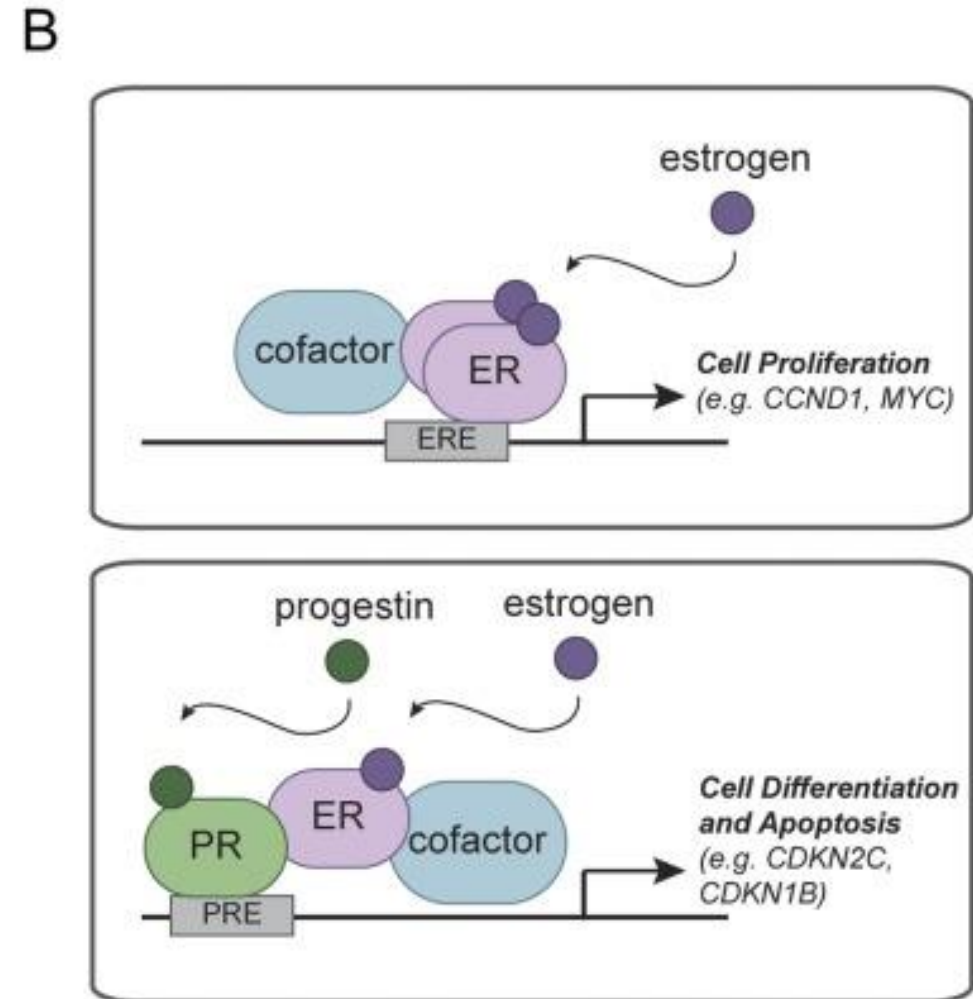 B
estrogen
cofactor
ER
ERE
Cell Proliferation
(e.g. CCND1, MYC)
progestin
estrogen
PR
ER
cofactor
PRE
Cell Differentiation
and Apoptosis
(e.g. CDKN2C,
CDKN1B)